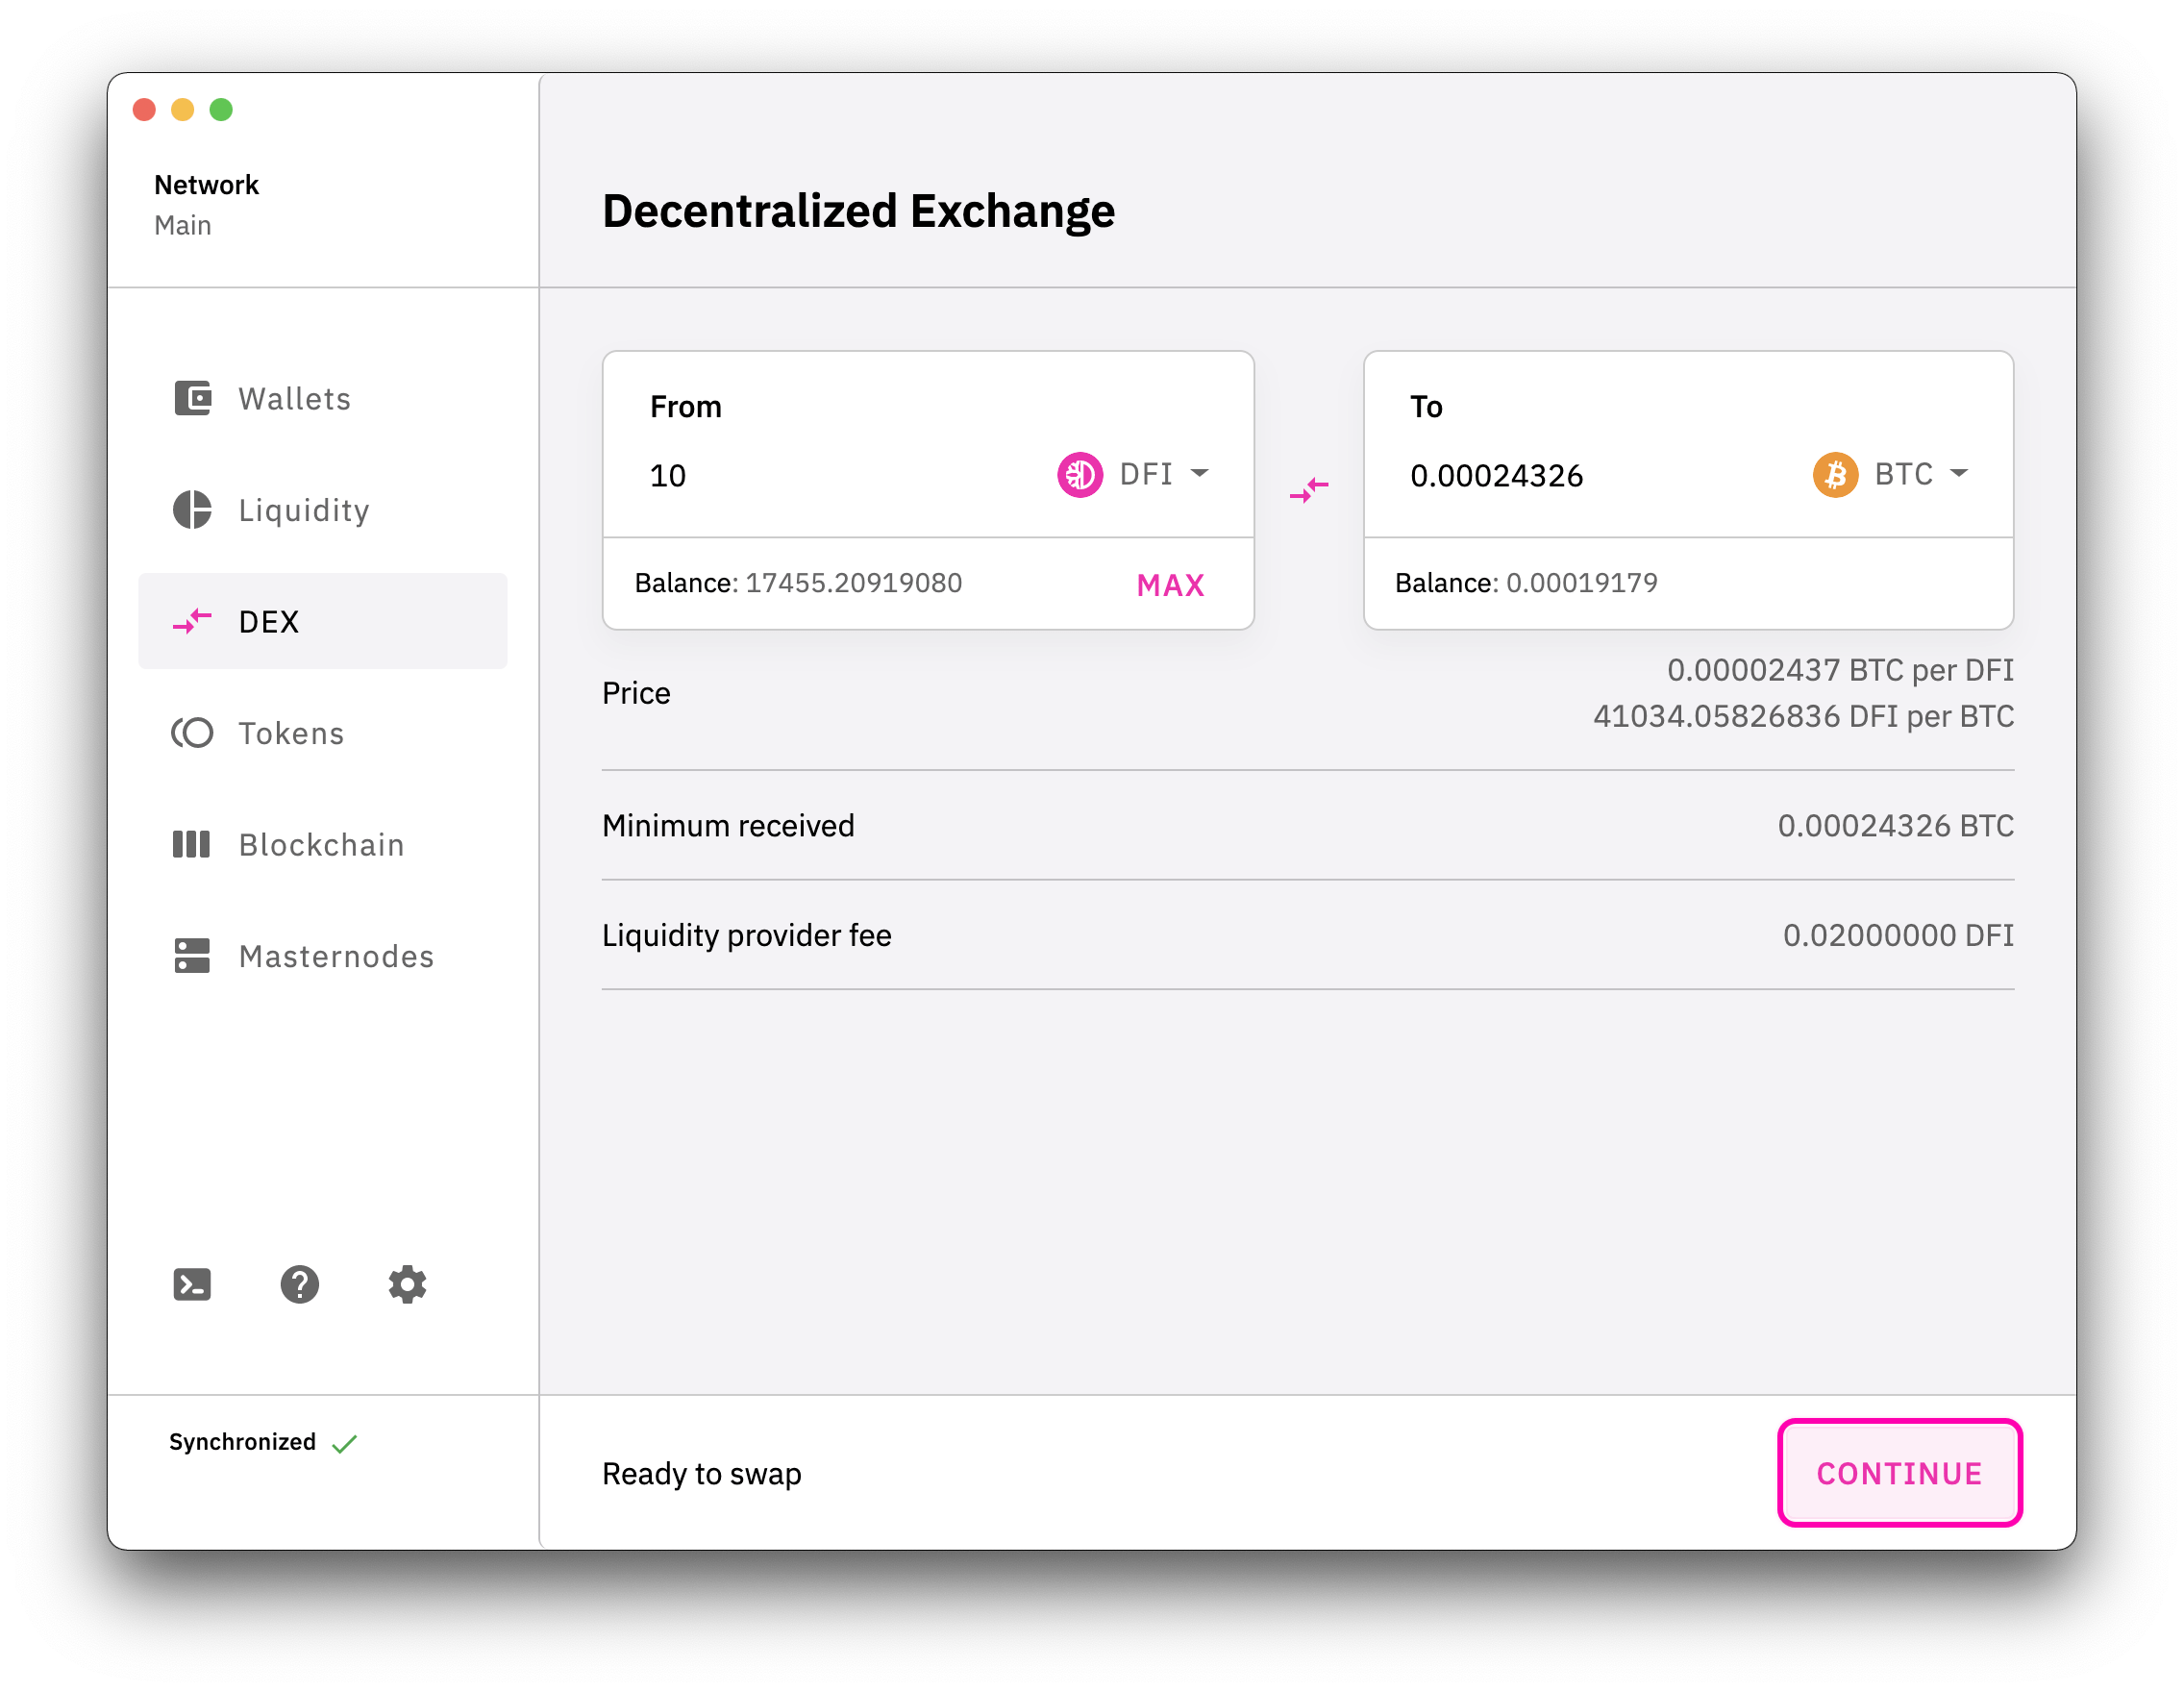 Network
Main
Wallets
Liquidity
DEX
Tokens
Blockchain
Masternodes
Synchronized
Decentralized Exchange
From
10
DFI
Balance: 17455.20919080
MAX
To
0.00024326
BTC
Balance: 0.00019179
Price
0.00002437 BTC per DFI
41034.05826836 DFI per BTC
Minimum received
0.00024326 BTC
Liquidity provider fee
0.02000000 DFI
Ready to swap
CONTINUE